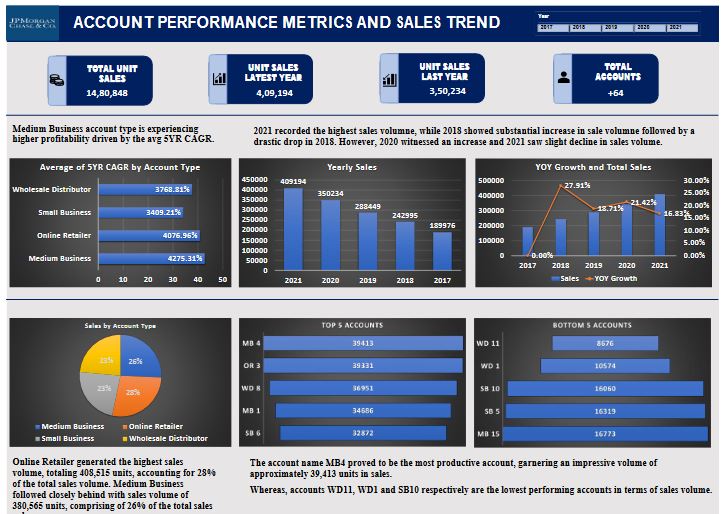 JPMORGAN
CHASE & CO.
ACCOUNT PERFORMANCE METRICS AND SALES TREND
Year
2017 2018 2019 2020 2021
TOTAL UNIT
SALES
14,80,848
UNIT SALES
LATEST YEAR
4,09,194
UNIT SALES
LAST YEAR
3,50,234
TOTAL
ACCOUNTS
+64
Medium Business account type is experiencing
higher profitability driven by the avg 5YR CAGR.
2021 recorded the highest sales volumne, while 2018 showed substantial increase in sale volumne followed by a
drastic drop in 2018. However, 2020 witnessed an increase and 2021 saw slight decline in sales volume.
Average of 5YR CAGR by Account Type
Wholesale Distributor 3768.81%
Small Business 3409.21%
Online Retailer 4076.96%
Medium Business 4275.31%
0 10 20 30 40 50
Yearly Sales
450000
400000
350000
300000
250000
200000
150000
100000
50000
0
409194
350234
288449
242995
189976
2021 2020 2019 2018 2017
YOY Growth and Total Sales
500000
400000
300000
200000
100000
0
30.00%
25.00%
20.00%
15.00%
10.00%
5.00%
0.00%
0.00%
27.91%
18.71%
21.42%
16.83%
2017 2018 2019 2020 2021
Sales YOY Growth
Sales by Account Type
23% 26%
23% 28%
Medium Business Online Retailer
Small Business Wholesale Distributor
TOP 5 ACCOUNTS
MB 4 39413
OR 3 39331
WD 8 36951
MB 1 34686
SB 6 32872
BOTTOM 5 ACCOUNTS
WD 11 8676
WD 1 10574
SB 10 16060
SB 5 16319
MB 15 16773
Online Retailer generated the highest sales
volume, totaling 408,515 units, accounting for 28%
of the total sales volume. Medium Business
followed closely behind with sales volume of
380,565 units, comprising of 26% of the total sales
The account name MB4 proved to be the most productive account, garnering an impressive volume of
approximately 39,413 units in sales.
Whereas, accounts WD11, WD1 and SB10 respectively are the lowest performing accounts in terms of sales volume.